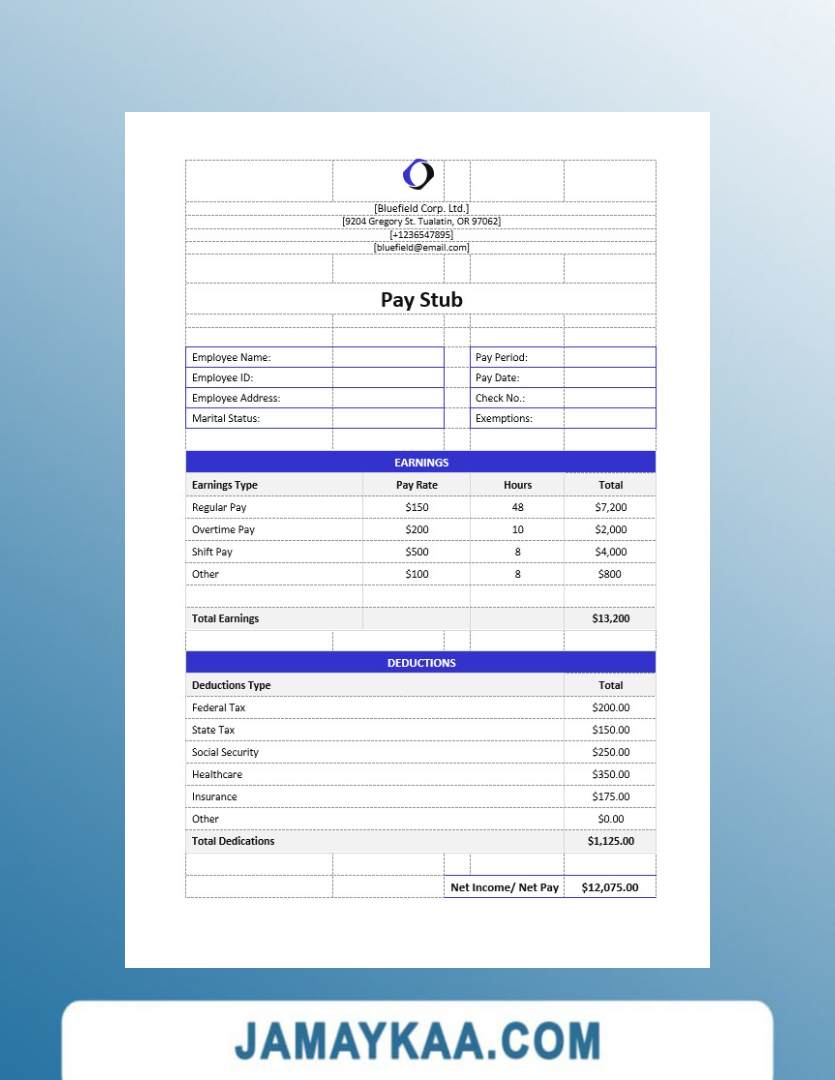 [Bluefield Corp. Ltd.]
[9204 Gregory St. Tualatin, OR 97062]
[+1236547895]
[bluefield@email.com]
Pay Stub
Employee Name: Pay Period:
Employee ID: Pay Date:
Employee Address: Check No.:
Marital Status: Exemptions:
EARNINGS
Earnings Type Pay Rate Hours Total
Regular Pay $150 48 $7,200
Overtime Pay $200 10 $2,000
Shift Pay $500 8 $4,000
Other $100 8 $800
Total Earnings $13,200
DEDUCTIONS
Deductions Type Total
Federal Tax $200.00
State Tax $150.00
Social Security $250.00
Healthcare $350.00
Insurance $175.00
Other $0.00
Total Dedications $1,125.00
Net Income/ Net Pay $12,075.00
JAMAYKAA.COM